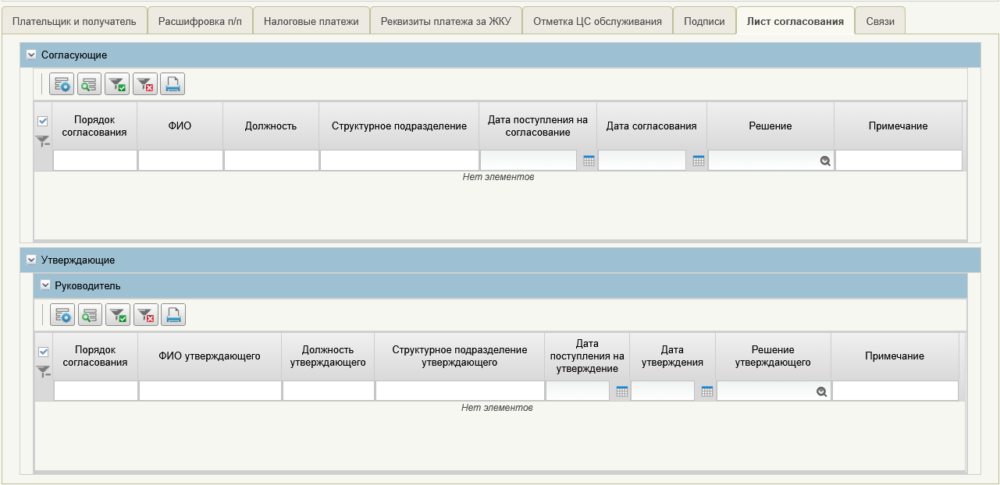 Плательщик и получатель Расшифровка п/п Налоговые платежи Реквизиты платежа за ЖКУ Отметка ЦС обслуживания Подписи Лист согласования Связи
Согласующие
Порядок согласования ФИО Должность Структурное подразделение Дата поступления на согласование Дата согласования Решение Примечание
Нет элементов
Утверждающие
Руководитель
Порядок согласования ФИО утверждающего Должность утверждающего Структурное подразделение утверждающего Дата поступления на утверждение Дата утверждения Решение утверждающего Примечание
Нет элементов